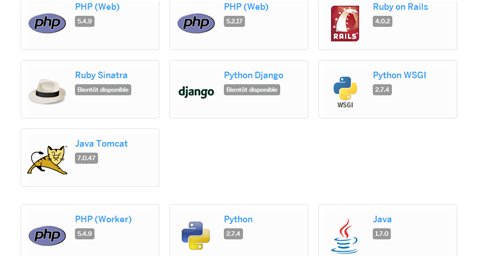 PHP (Web)
5.4.9
php
PHP (Web)
5.2.17
php
Ruby on Rails
4.0.2
RAILS
Ruby Sinatra
Bientôt disponible
Python Django
Bientôt disponible
django
Python WSGI
2.7.4
WSGI
Java Tomcat
7.0.47
PHP (Worker)
5.4.9
php
Python
2.7.4
Java
1.7.0